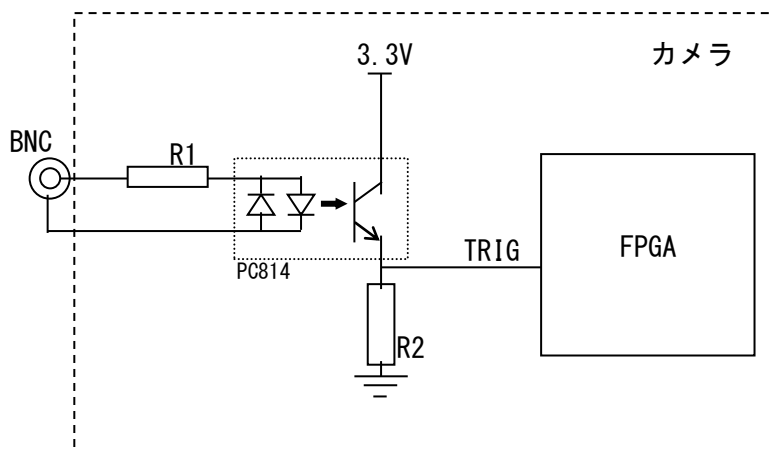 3.3V
カメラ
BNC
R1
PC814
TRIG
FPGA
R2